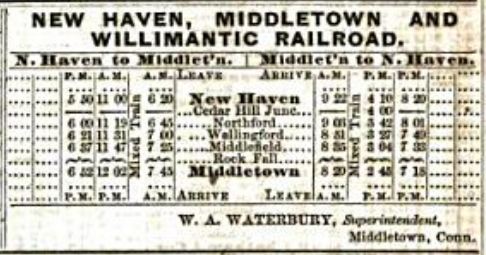 NEW HAVEN, MIDDLETOWN AND
WILLIMANTIC RAILROAD.
N. Haven to Middlet'n. | Middlet'n to N. Haven.
P.M. A.M. A.M. LEAVE ARRIVE A.M. P.M. P.M.
5 50 11 00 Mixed Train 6 20 New Haven 9 22 Mixed Train 4 10 8 20
Cedar Hill Junc. 4 00
6 09 11 19 6 45 Northford 9 03 3 42 8 01
6 21 11 31 7 00 Wallingford 8 51 3 27 7 49
6 37 11 47 7 25 Middlefield 8 35 3 04 7 33
Rock Fall
6 52 12 02 7 45 Middletown 8 20 2 45 7 18
P.M. P.M. A.M. ARRIVE LEAVE A.M. P.M. P.M.
W. A. WATERBURY, Superintendent,
Middletown, Conn.